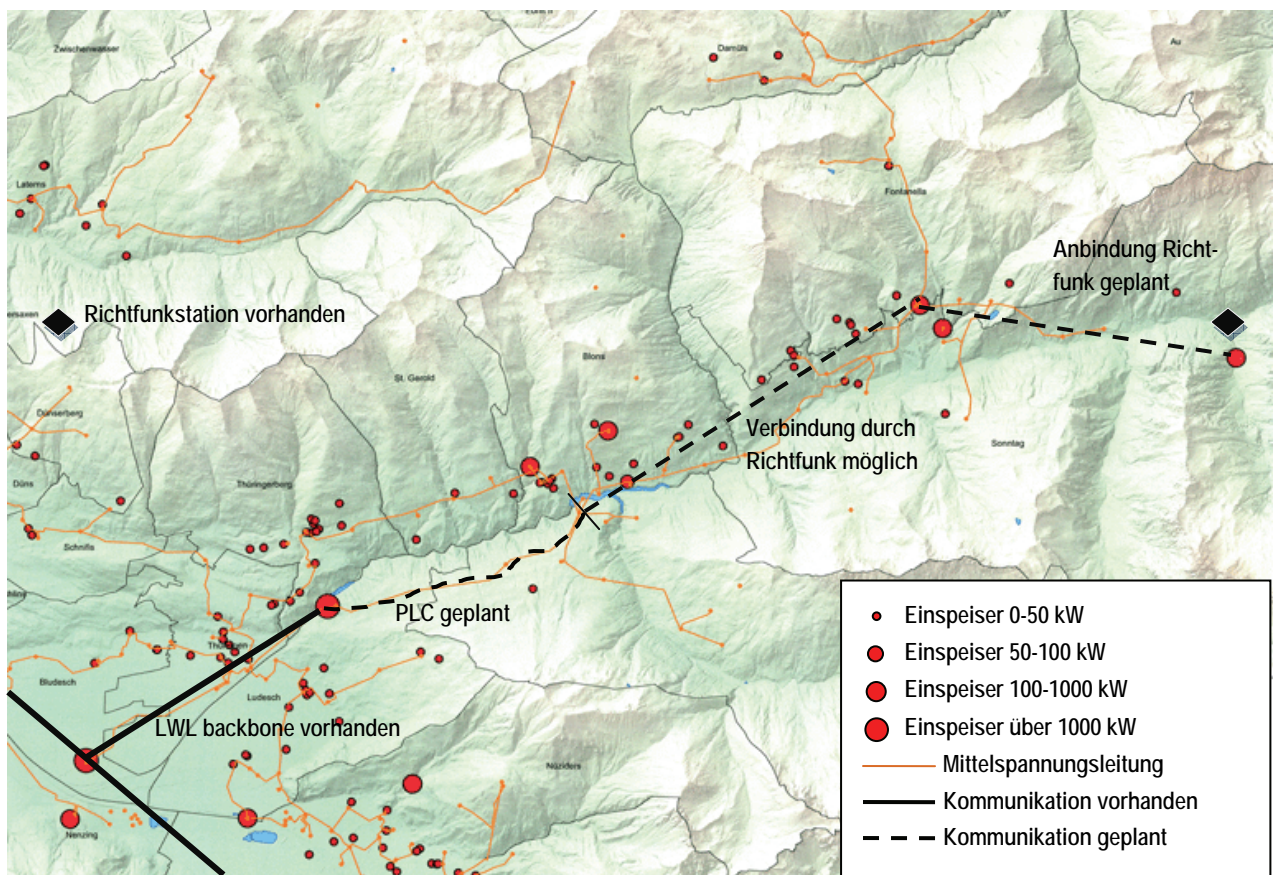 Zwischenwasser
Damüls
Au
Laterns
Fontanella
Anbindung Richt-
funk geplant
Richtfunkstation vorhanden
Blons
St. Gerold
Dünserberg
Verbindung durch
Richtfunk möglich
Sonntag
Düns
Thüringerberg
Schnifis
PLC geplant
Bludesch
Ludesch
LWL backbone vorhanden
Nüziders
Nenzing
Einspeiser 0-50 kW
Einspeiser 50-100 kW
Einspeiser 100-1000 kW
Einspeiser über 1000 kW
Mittelspannungsleitung
Kommunikation vorhanden
Kommunikation geplant